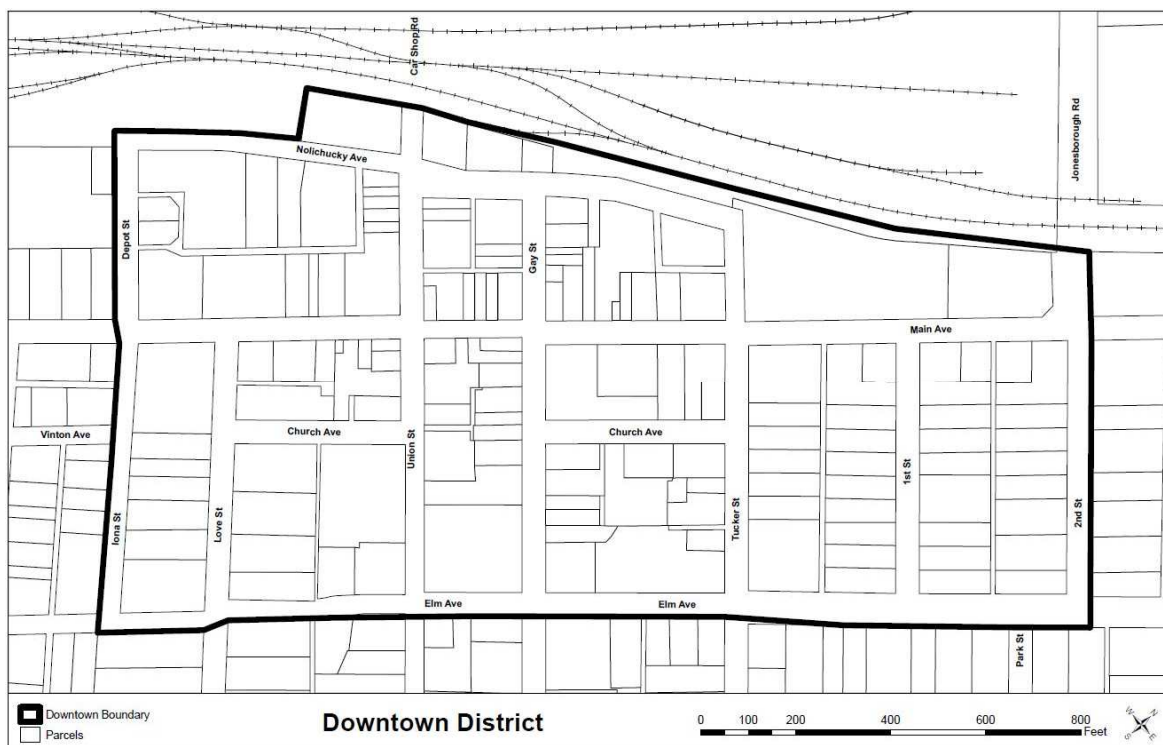 Car Shop Rd
Jonesborough Rd
Nolichucky Ave
Depot St
Gay St
Main Ave
Vinton Ave
Church Ave
Church Ave
Union St
1st St
Iona St
Love St
Tucker St
2nd St
Elm Ave
Elm Ave
Park St
Downtown Boundary
Parcels
Downtown District
0 100 200 400 600 800
Feet
W N
S E